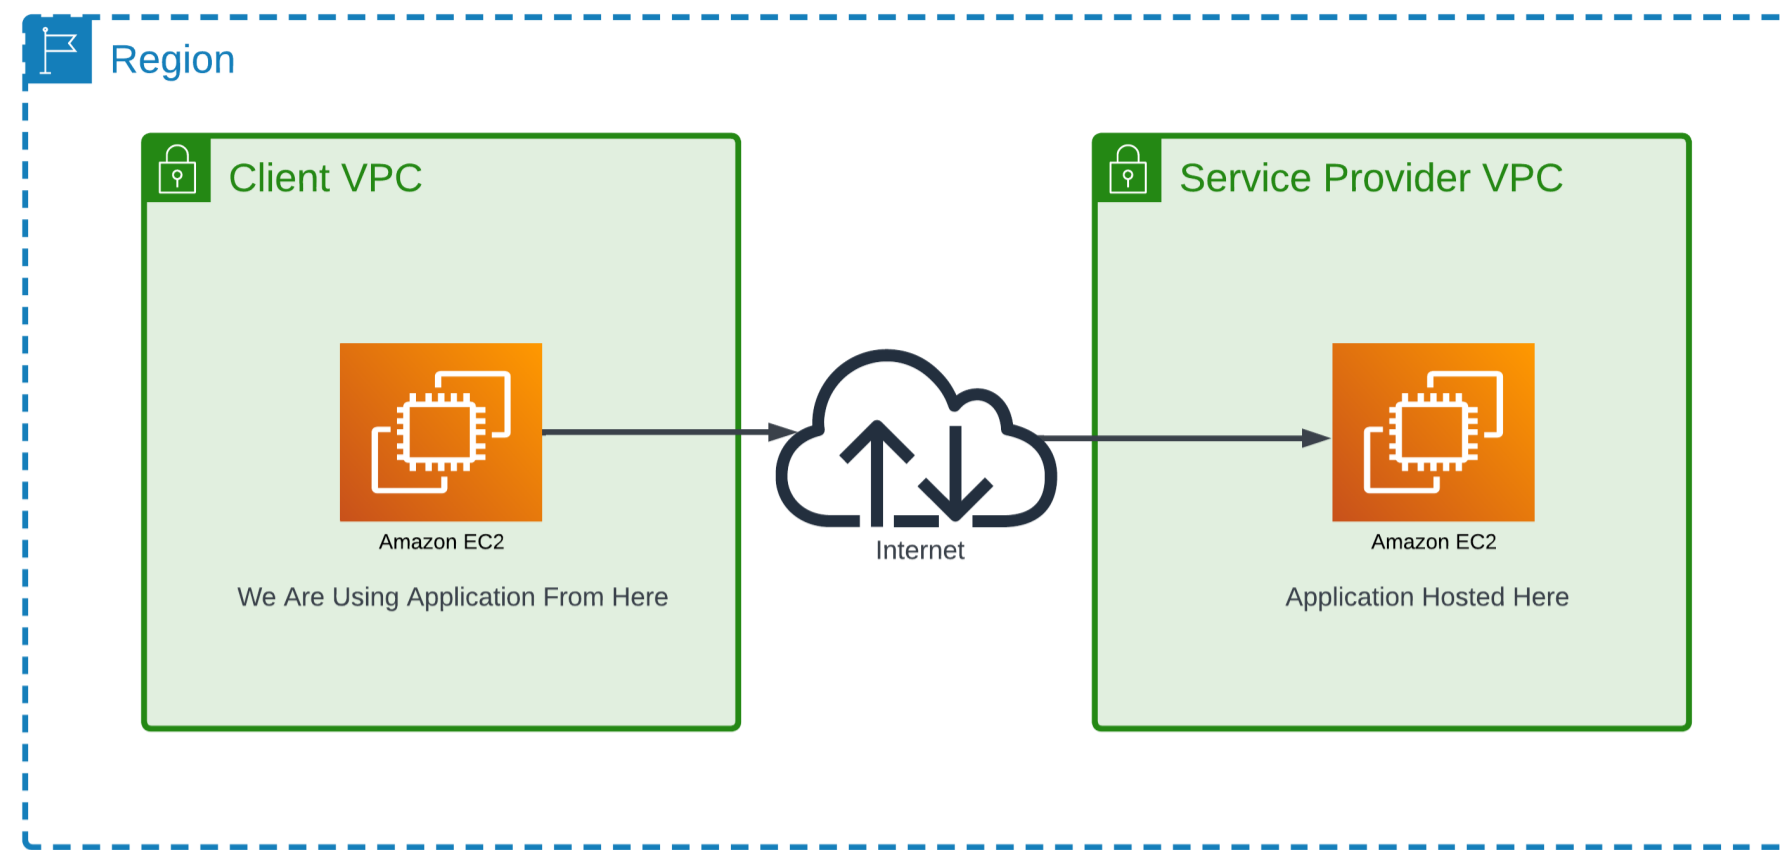 Region
Client VPC
Service Provider VPC
Amazon EC2
Internet
Amazon EC2
We Are Using Application From Here
Application Hosted Here